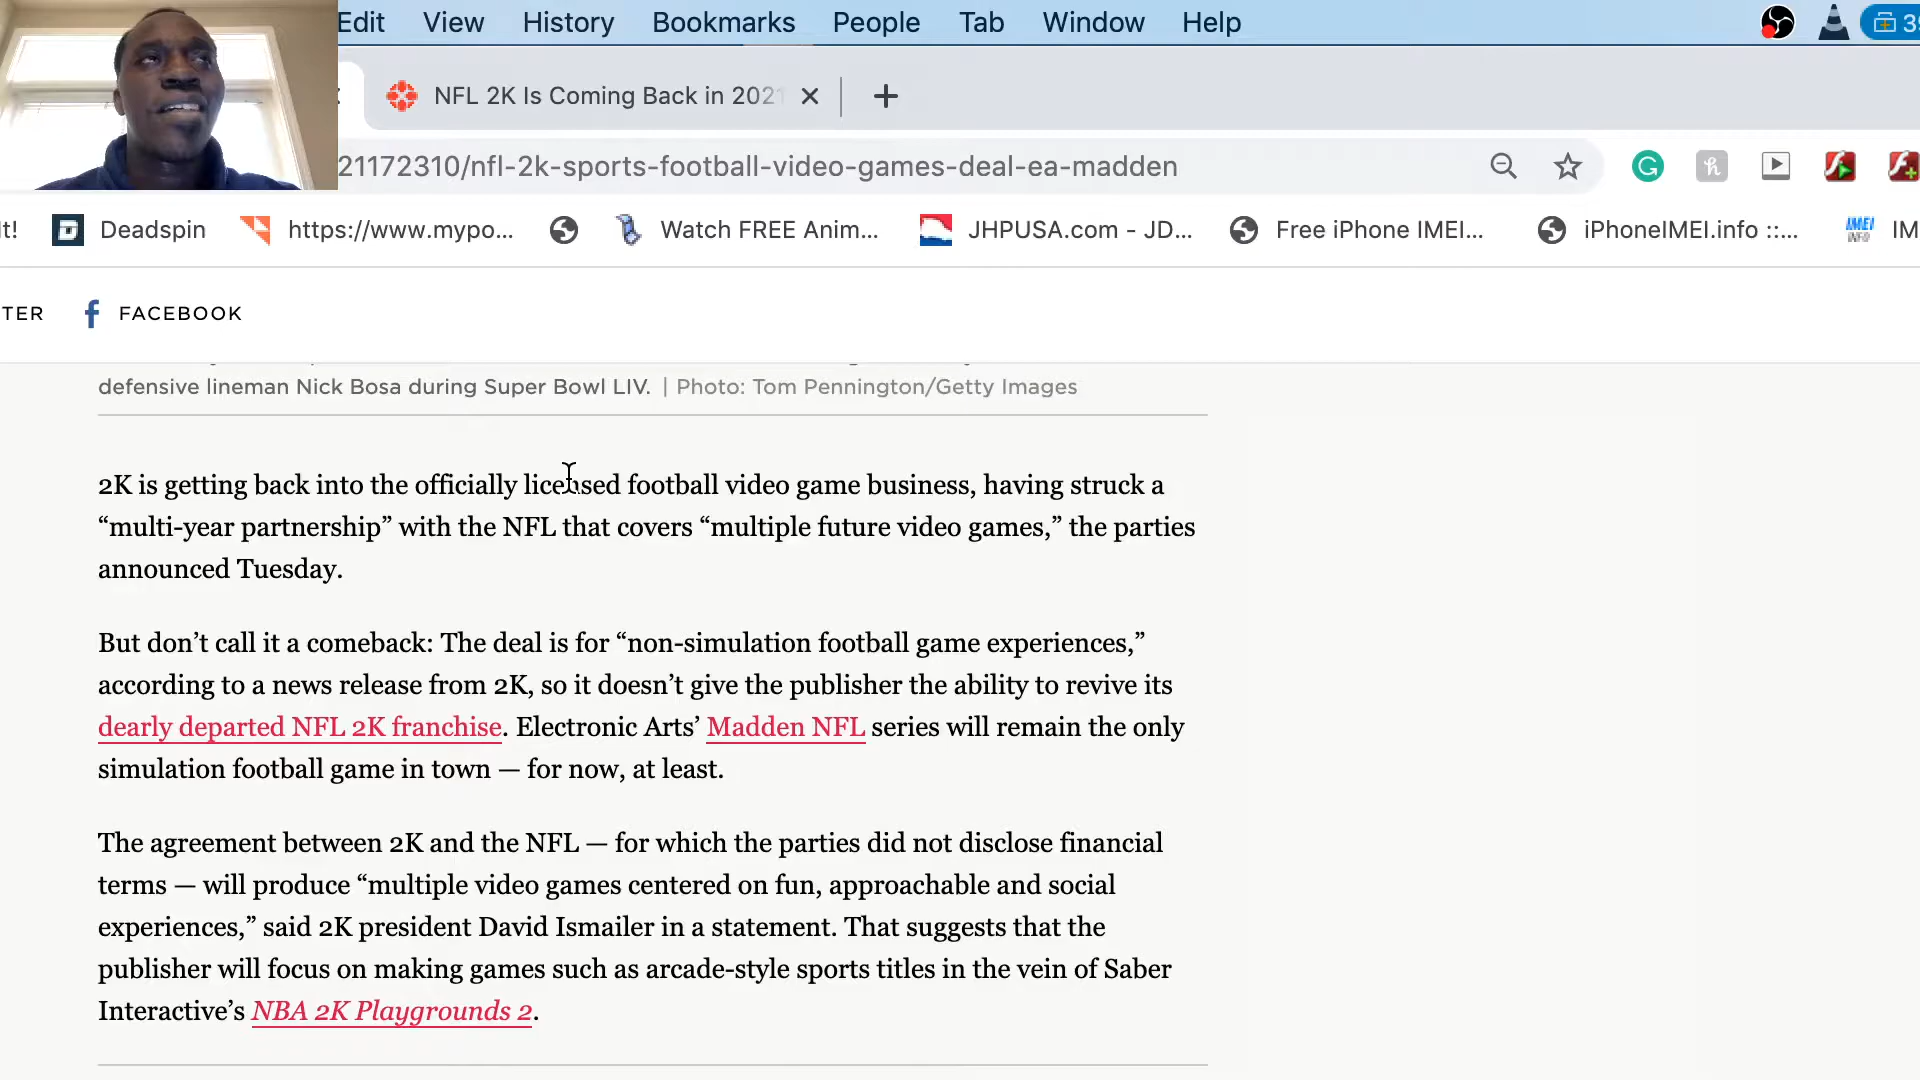 Edit View History Bookmarks People Tab Window Help
NFL 2K Is Coming Back in 2021
21172310/nfl-2k-sports-football-video-games-deal-ea-madden
t! Deadspin https://www.mypo... Watch FREE Anim... JHPUSA.com - JD... Free iPhone IMEI... iPhoneIMEI.info ::... IMEI INFO IM
TER FACEBOOK
defensive lineman Nick Bosa during Super Bowl LIV. | Photo: Tom Pennington/Getty Images
2K is getting back into the officially licensed football video game business, having struck a
“multi-year partnership” with the NFL that covers “multiple future video games,” the parties
announced Tuesday.
But don’t call it a comeback: The deal is for “non-simulation football game experiences,”
according to a news release from 2K, so it doesn’t give the publisher the ability to revive its
dearly departed NFL 2K franchise. Electronic Arts’ Madden NFL series will remain the only
simulation football game in town — for now, at least.
The agreement between 2K and the NFL — for which the parties did not disclose financial
terms — will produce “multiple video games centered on fun, approachable and social
experiences,” said 2K president David Ismailer in a statement. That suggests that the
publisher will focus on making games such as arcade-style sports titles in the vein of Saber
Interactive’s NBA 2K Playgrounds 2.